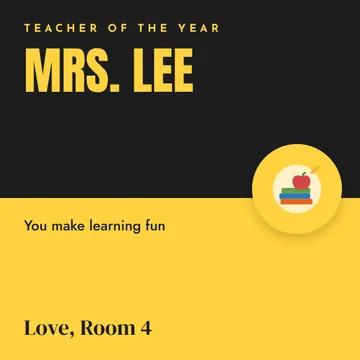 TEACHER OF THE YEAR
MRS. LEE
You make learning fun
Love, Room 4